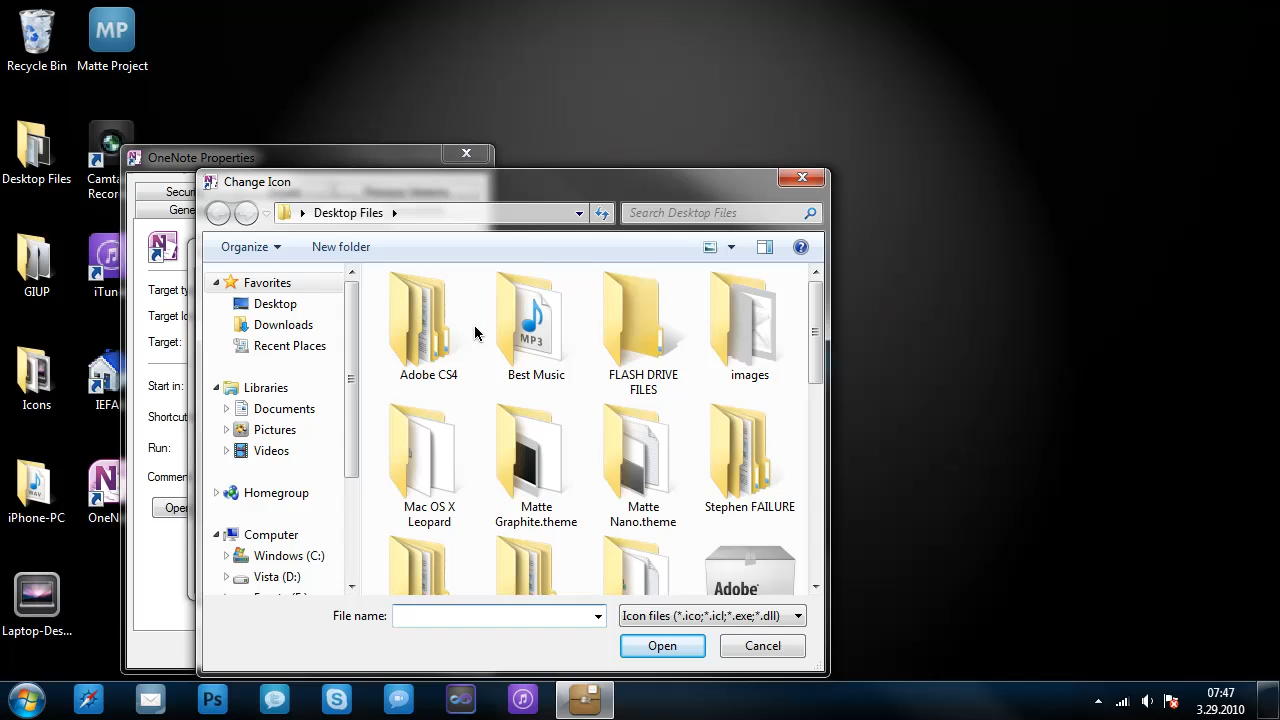 MP
Recycle Bin
Matte Project
Desktop Files
Camta
Recor
GIUP
iTun
Icons
IEFA
WAV
N
iPhone-PC
OneN
Laptop-Des...
OneNote Properties
Secu
Gene
Target ty
Target lo
Target:
Start in:
Shortcut
Run:
Commen
Oper
Change Icon
Desktop Files
Search Desktop Files
Organize
New folder
Favorites
Desktop
Downloads
Recent Places
Libraries
Documents
Pictures
Videos
Homegroup
Computer
Windows (C:)
Vista (D:)
MP3
Adobe CS4
Best Music
FLASH DRIVE
FILES
images
Mac OS X
Leopard
Matte
Graphite.theme
Matte
Nano.theme
Stephen FAILURE
Adobe
File name:
Icon files (*.ico;*.icl;*.exe;*.dll)
Open
Cancel
Ps
07:47
3.29.2010